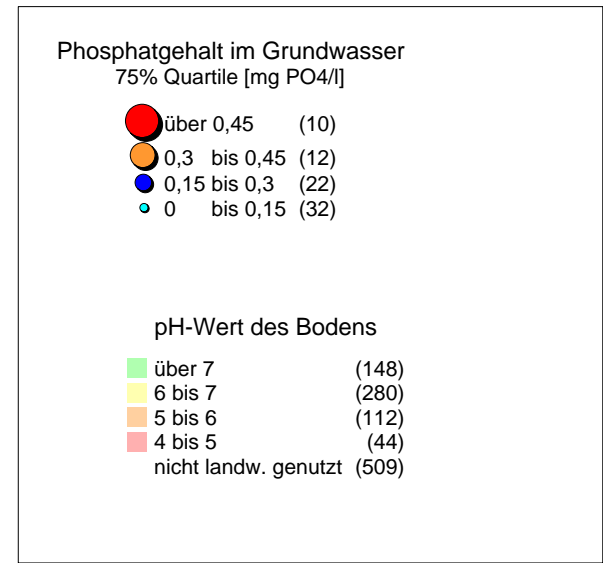 Phosphatgehalt im Grundwasser
75% Quartile [mg PO4/l]
über 0,45 (10)
0,3 bis 0,45 (12)
0,15 bis 0,3 (22)
0 bis 0,15 (32)
pH-Wert des Bodens
über 7 (148)
6 bis 7 (280)
5 bis 6 (112)
4 bis 5 (44)
nicht landw. genutzt (509)